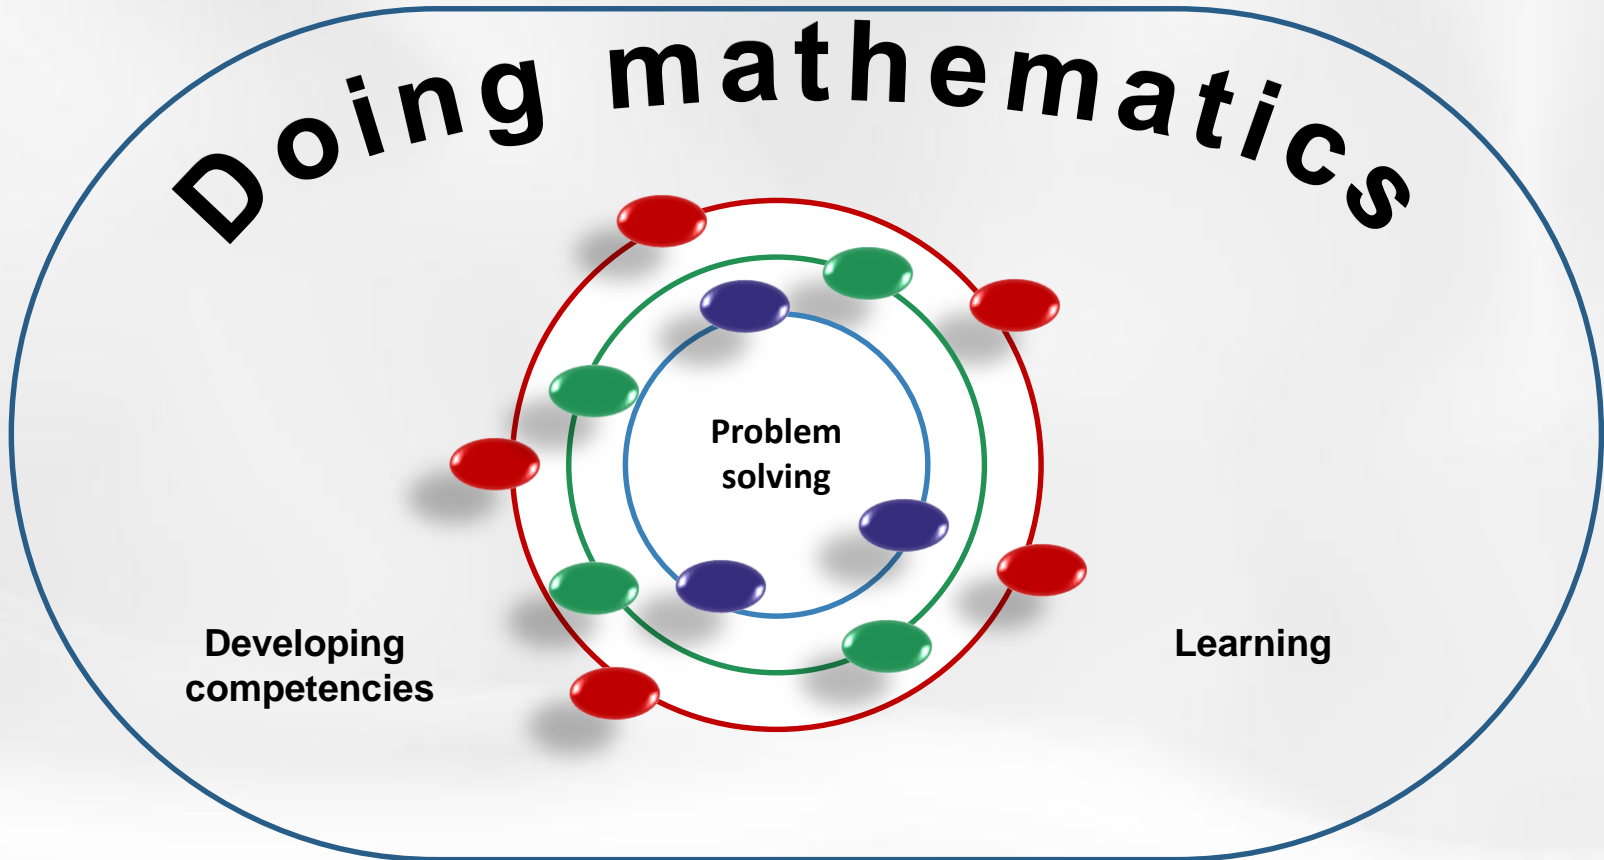 Doing mathematics
Problem
solving
Developing
competencies
Learning